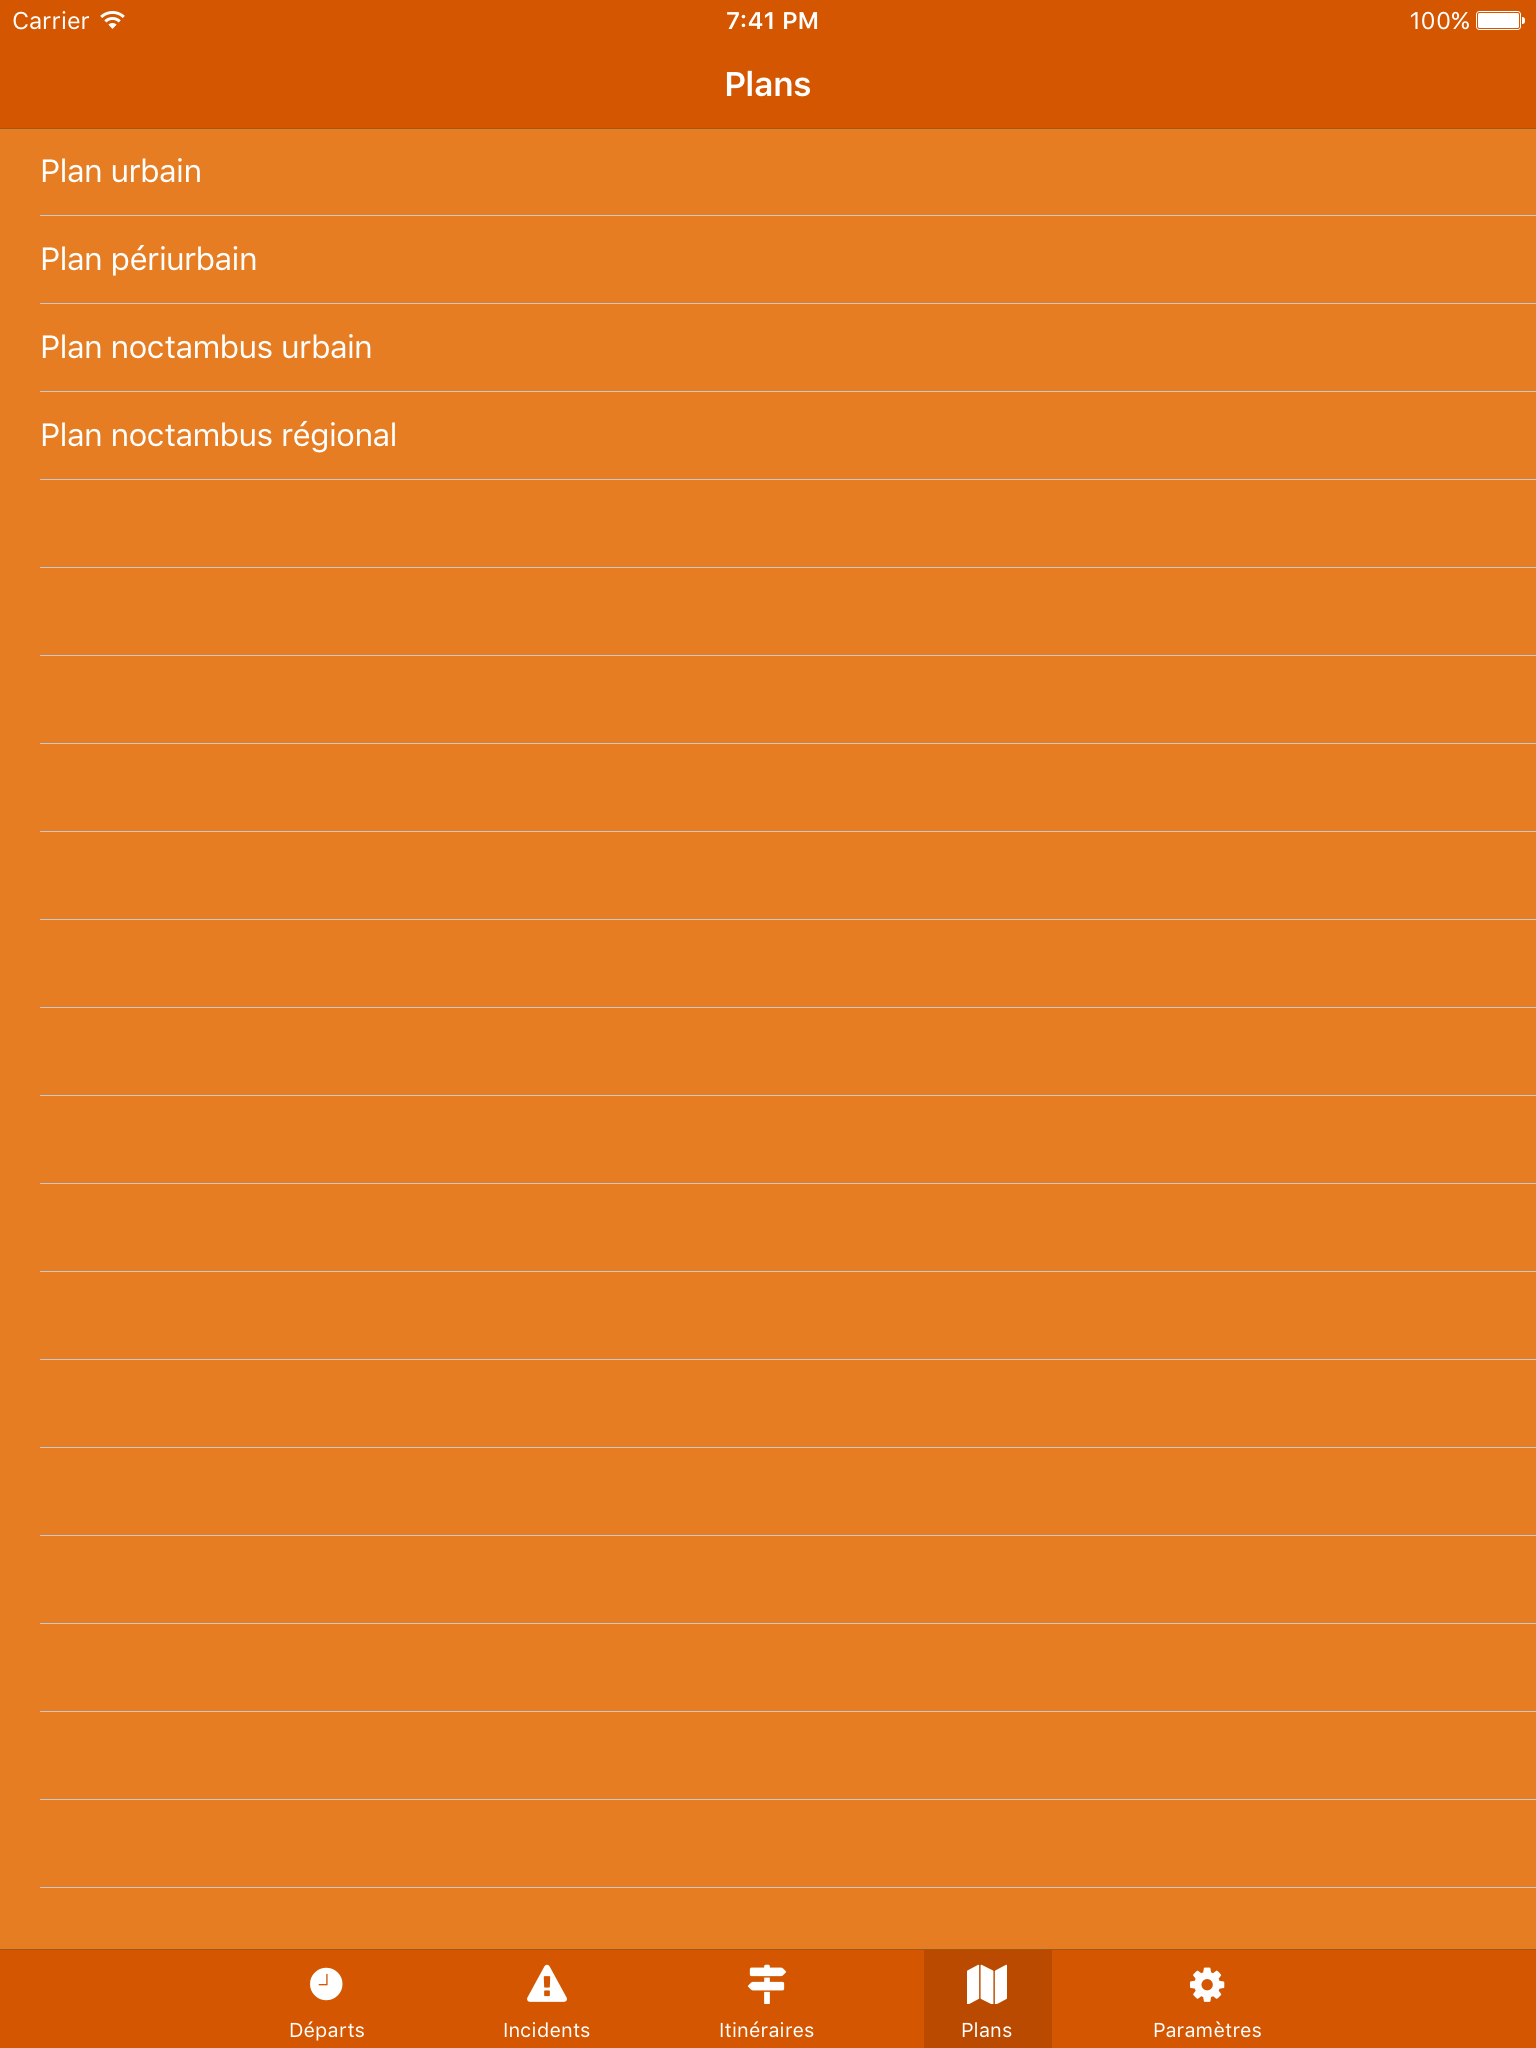 Carrier 7:41 PM 100%
Plans
Plan urbain
Plan périurbain
Plan noctambus urbain
Plan noctambus régional
Départs Incidents Itinéraires Plans Paramètres